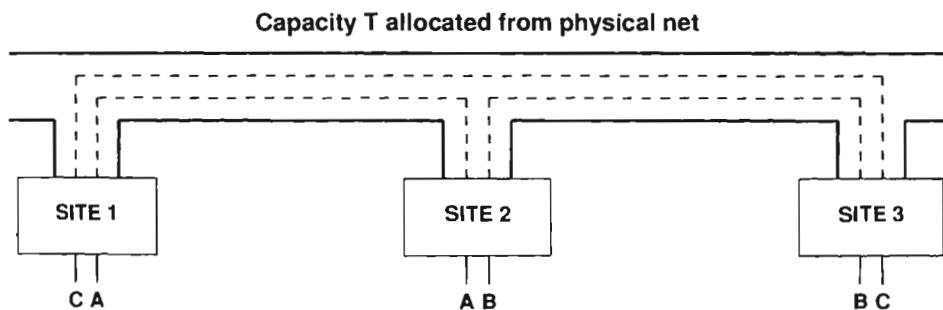 Capacity T allocated from physical net
SITE 1 SITE 2 SITE 3
C A A B B C